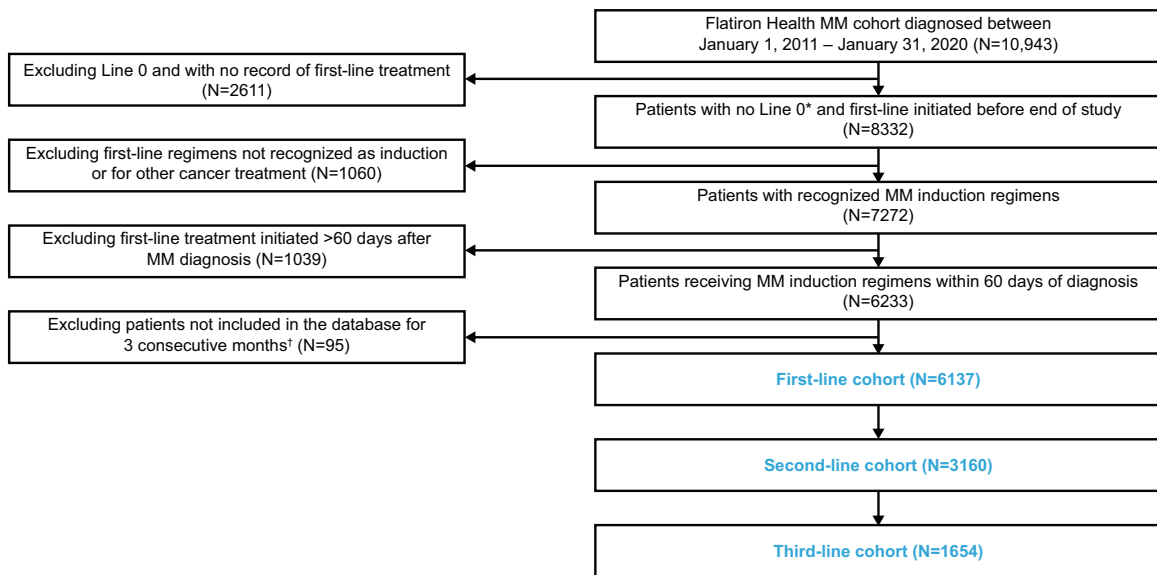 Flatiron Health MM cohort diagnosed between
January 1, 2011 – January 31, 2020 (N=10,943)
Excluding Line 0 and with no record of first-line treatment
(N=2611)
Patients with no Line 0* and first-line initiated before end of study
(N=8332)
Excluding first-line regimens not recognized as induction
or for other cancer treatment (N=1060)
Patients with recognized MM induction regimens
(N=7272)
Excluding first-line treatment initiated >60 days after
MM diagnosis (N=1039)
Patients receiving MM induction regimens within 60 days of diagnosis
(N=6233)
Excluding patients not included in the database for
3 consecutive months† (N=95)
First-line cohort (N=6137)
Second-line cohort (N=3160)
Third-line cohort (N=1654)